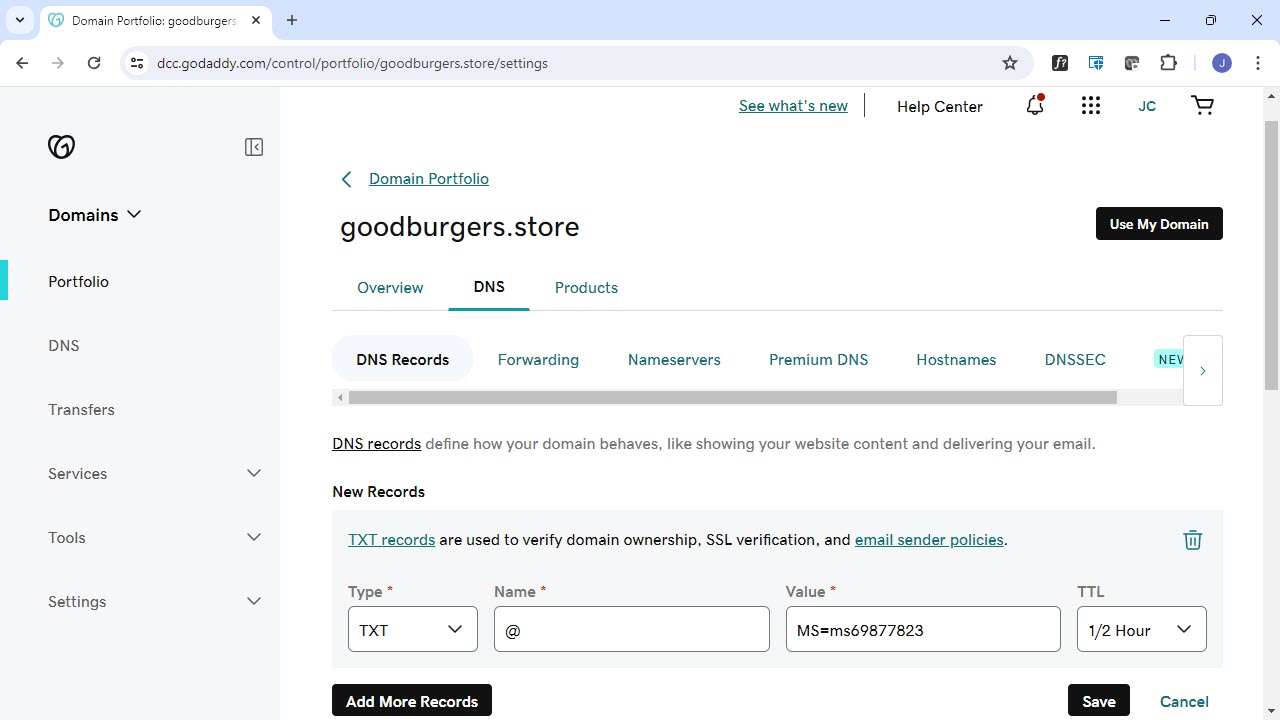 Domain Portfolio: goodburgers
dcc.godaddy.com/control/portfolio/goodburgers.store/settings
J
See what's new
Help Center
JC
Domains
Portfolio
DNS
Transfers
Services
Tools
Settings
Domain Portfolio
goodburgers.store
Use My Domain
Overview
DNS
Products
DNS Records
Forwarding
Nameservers
Premium DNS
Hostnames
DNSSEC
NEW
DNS records define how your domain behaves, like showing your website content and delivering your email.
New Records
TXT records are used to verify domain ownership, SSL verification, and email sender policies.
Type *
Name *
Value *
TTL
TXT
@
MS=ms69877823
1/2 Hour
Add More Records
Save
Cancel